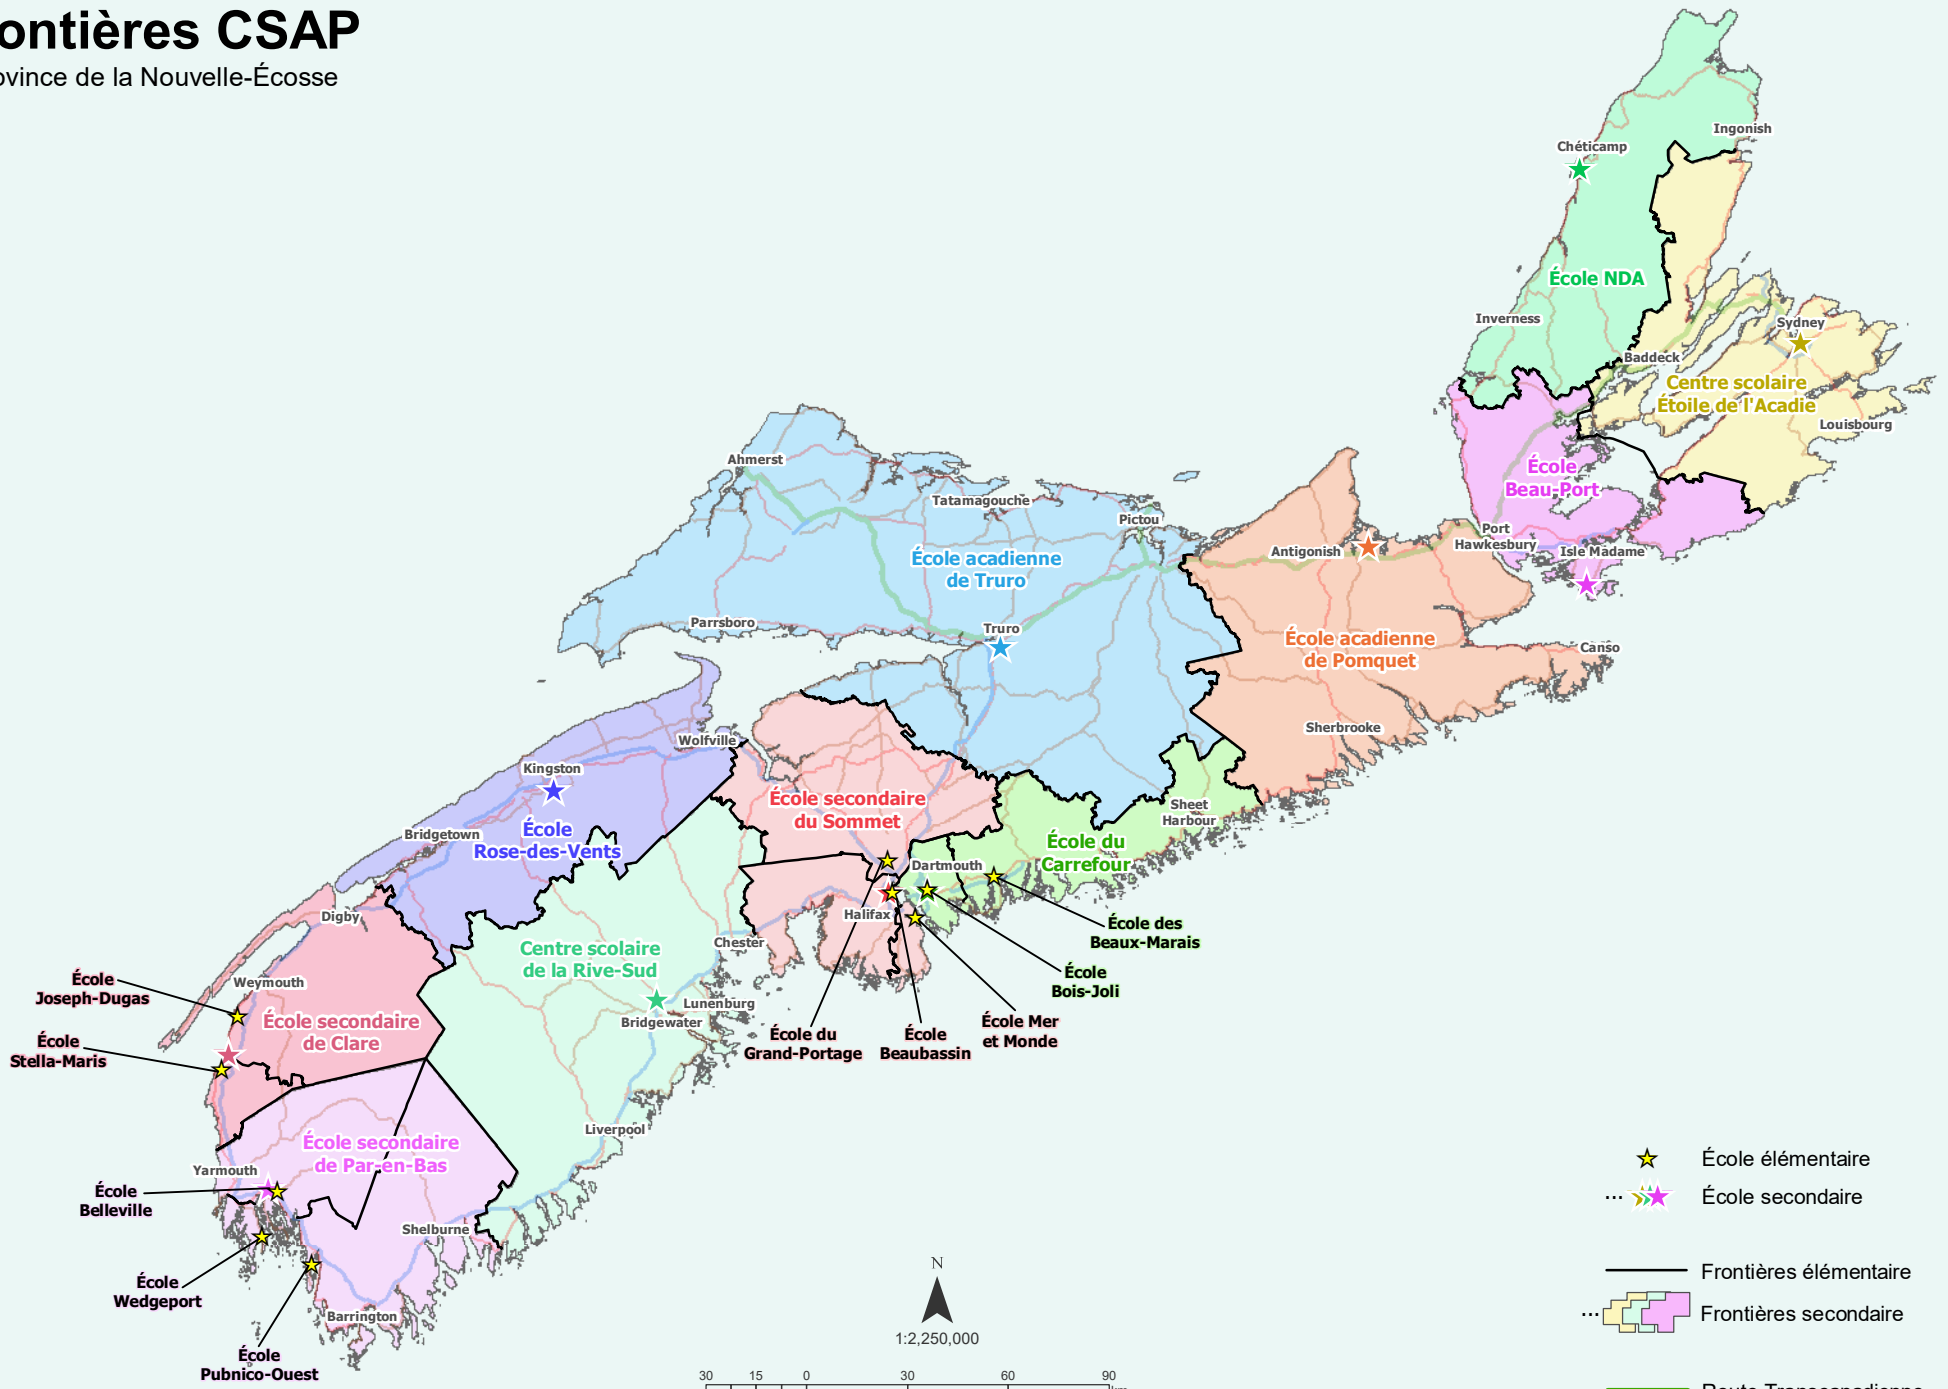 ontières CSAP
ovince de la Nouvelle-Écosse
Ingonish
Chéticamp
École NDA
Inverness
Sydney
Baddeck
Centre scolaire
Étoile de l'Acadie
Louisbourg
École
Beau-Port
Port
Hawkesbury
Isle Madame
Ahmerst
Tatamagouche
Pictou
Antigonish
École acadienne
de Truro
Parrsboro
Truro
École acadienne
de Pomquet
Canso
Sherbrooke
Wolfville
Kingston
École secondaire
du Sommet
Sheet
Harbour
Bridgetown
École
Rose-des-Vents
École du
Carrefour
Dartmouth
Digby
Halifax
École des
Beaux-Marais
Chester
Centre scolaire
de la Rive-Sud
École
Bois-Joli
École
Joseph-Dugas
Weymouth
Lunenburg
Bridgewater
École secondaire
de Clare
École Mer
et Monde
École du
Grand-Portage
École
Beaubassin
École
Stella-Maris
Liverpool
École secondaire
de Par-en-Bas
Yarmouth
École
Belleville
Shelburne
École
Wedgeport
Barrington
École
Pubnico-Ouest
N
1:2,250,000
30 15 0 30 60 90
km
École élémentaire
École secondaire
Frontières élémentaire
Frontières secondaire
Route Transcanadienne